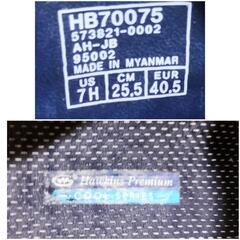 HB70075
573821-0002
AH-JB
95002
MADE IN MYANMAR
US CM EUR
7H 25.5 40.5
Hawkins Premium
COOL SERIES